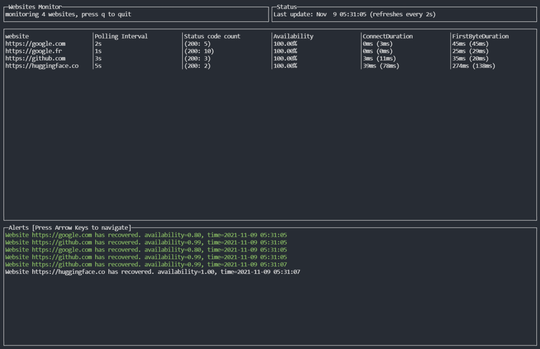 Websites Monitor
monitoring 4 websites, press q to quit
Status
Last update: Nov 9 05:31:05 (refreshes every 2s)
website Polling Interval Status code count Availability ConnectDuration FirstByteDuration
https://google.com 2s (200: 5) 100.00% 0ms (3ms) 45ms (45ms)
https://google.fr 1s (200: 10) 100.00% 0ms (0ms) 25ms (29ms)
https://github.com 3s (200: 3) 100.00% 3ms (11ms) 35ms (20ms)
https://huggingface.co 5s (200: 2) 100.00% 39ms (78ms) 274ms (138ms)
Alerts [Press Arrow Keys to navigate]
Website https://google.com has recovered. availability=0.80, time=2021-11-09 05:31:05
Website https://github.com has recovered. availability=0.99, time=2021-11-09 05:31:05
Website https://google.com has recovered. availability=0.80, time=2021-11-09 05:31:05
Website https://github.com has recovered. availability=0.99, time=2021-11-09 05:31:05
Website https://github.com has recovered. availability=0.99, time=2021-11-09 05:31:07
Website https://huggingface.co has recovered. availability=1.00, time=2021-11-09 05:31:07